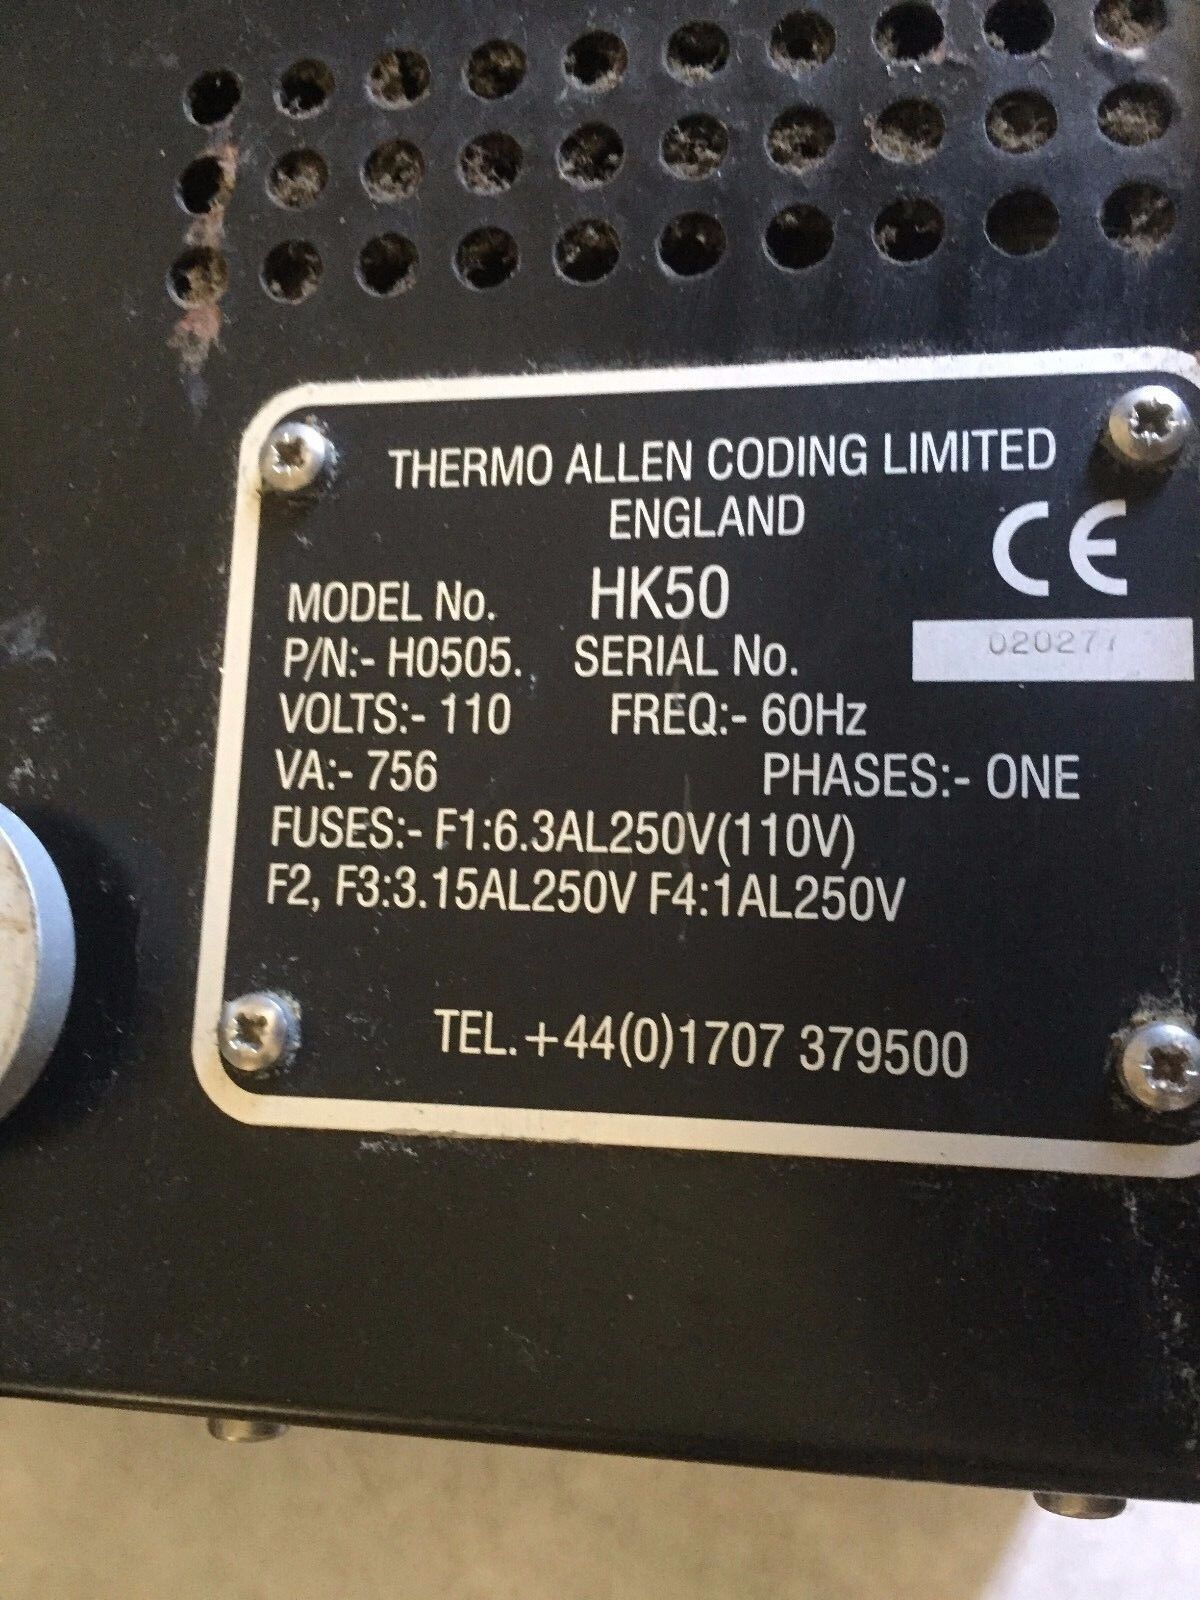 THERMO ALLEN CODING LIMITED
ENGLAND
CE
MODEL No. HK50
P/N:- H0505. SERIAL No. 020277
VOLTS:- 110 FREQ:- 60Hz
VA:- 756 PHASES:- ONE
FUSES:- F1:6.3AL250V(110V)
F2, F3:3.15AL250V F4:1AL250V
TEL.+44(0)1707 379500